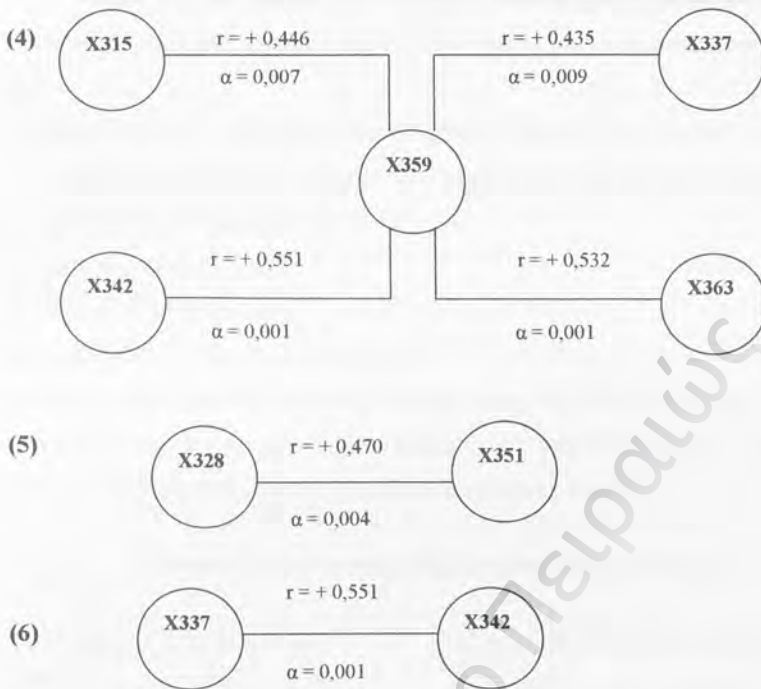 (4)
X315
r = + 0,446
α = 0,007
r = + 0,435
α = 0,009
X337
X359
X342
r = + 0,551
α = 0,001
r = + 0,532
α = 0,001
X363
(5)
X328
r = + 0,470
α = 0,004
X351
(6)
X337
r = + 0,551
α = 0,001
X342
Πειραιώς